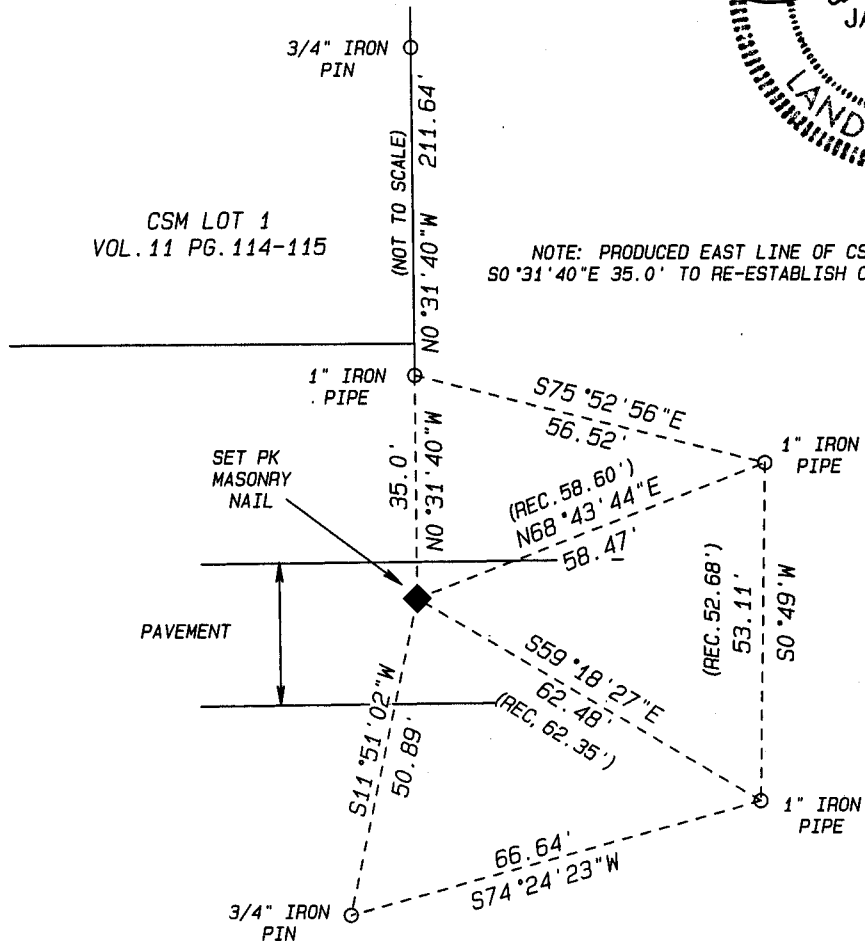 JA
LAND
3/4" IRON
PIN
(NOT TO SCALE)
N0°31'40"W 211.64'
CSM LOT 1
VOL.11 PG.114-115
NOTE: PRODUCED EAST LINE OF CS
S0°31'40"E 35.0' TO RE-ESTABLISH C
1" IRON
PIPE
S75°52'56"E
56.52'
1" IRON
PIPE
35.0'
N0°31'40"W
SET PK
MASONRY
NAIL
(REC.58.60')
N68°43'44"E
58.47'
(REC.52.68')
53.11'
S0°49'W
PAVEMENT
S59°18'27"E
62.48'
(REC, 62.35')
S11°51'02"W
50.89'
1" IRON
PIPE
66.64'
S74°24'23"W
3/4" IRON
PIN